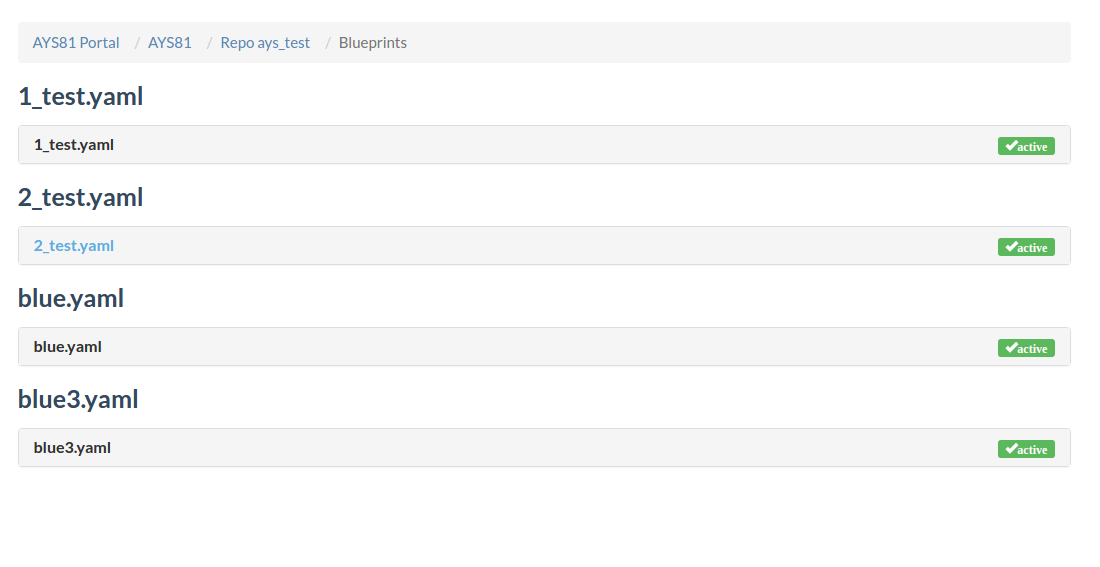 AYS81 Portal / AYS81 / Repo ays_test / Blueprints
1_test.yaml
1_test.yaml active
2_test.yaml
2_test.yaml active
blue.yaml
blue.yaml active
blue3.yaml
blue3.yaml active